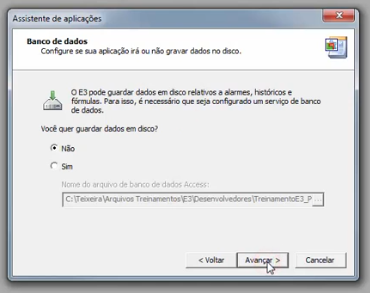 Assistente de aplicações
Banco de dados
Configure se sua aplicação irá ou não gravar dados no disco.
O E3 pode guardar dados em disco relativos a alarmes, históricos e
fórmulas. Para isso, é necessário que seja configurado um serviço de banco
de dados.
Você quer guardar dados em disco?
Não
Sim
Nome do arquivo de banco de dados Access:
C:\Teixeira\Arquivos Treinamentos\E3\Desenvolvedores\TreinamentoE3_P ...
< Voltar Avançar > Cancelar